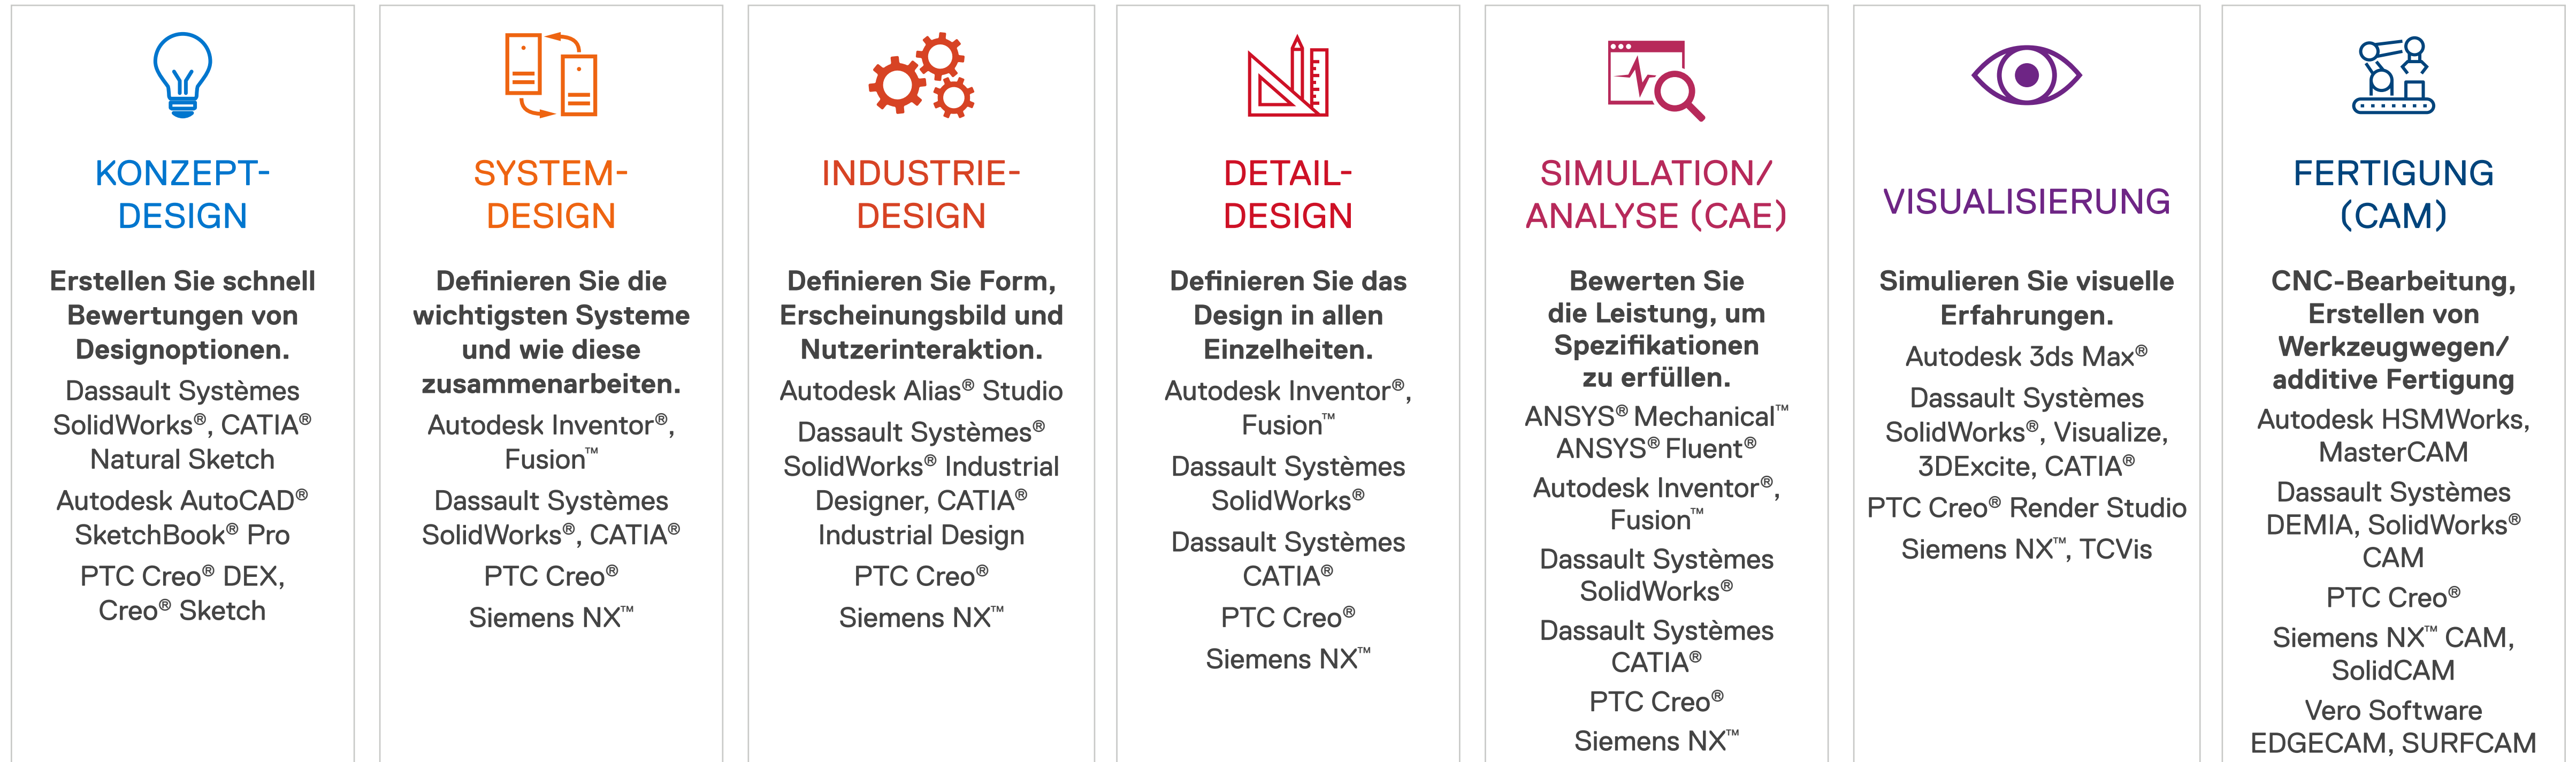 KONZEPT-
DESIGN
Erstellen Sie schnell
Bewertungen von
Designoptionen.
Dassault Systèmes
SolidWorks®, CATIA®
Natural Sketch
Autodesk AutoCAD®
SketchBook® Pro
PTC Creo® DEX,
Creo® Sketch
SYSTEM-
DESIGN
Definieren Sie die
wichtigsten Systeme
und wie diese
zusammenarbeiten.
Autodesk Inventor®,
Fusion™
Dassault Systèmes
SolidWorks®, CATIA®
PTC Creo®
Siemens NX™
INDUSTRIE-
DESIGN
Definieren Sie Form,
Erscheinungsbild und
Nutzerinteraktion.
Autodesk Alias® Studio
Dassault Systèmes®
SolidWorks® Industrial
Designer, CATIA®
Industrial Design
PTC Creo®
Siemens NX™
DETAIL-
DESIGN
Definieren Sie das
Design in allen
Einzelheiten.
Autodesk Inventor®,
Fusion™
Dassault Systèmes
SolidWorks®
Dassault Systèmes
CATIA®
PTC Creo®
Siemens NX™
SIMULATION/
ANALYSE (CAE)
Bewerten Sie
die Leistung, um
Spezifikationen
zu erfüllen.
ANSYS® Mechanical™
ANSYS® Fluent®
Autodesk Inventor®,
Fusion™
Dassault Systèmes
SolidWorks®
Dassault Systèmes
CATIA®
PTC Creo®
Siemens NX™
VISUALISIERUNG
Simulieren Sie visuelle
Erfahrungen.
Autodesk 3ds Max®
Dassault Systèmes
SolidWorks®, Visualize,
3DExcite, CATIA®
PTC Creo® Render Studio
Siemens NX™, TCVis
FERTIGUNG
(CAM)
CNC-Bearbeitung,
Erstellen von
Werkzeugwegen/
additive Fertigung
Autodesk HSMWorks,
MasterCAM
Dassault Systèmes
DEMIA, SolidWorks®
CAM
PTC Creo®
Siemens NX™ CAM,
SolidCAM
Vero Software
EDGECAM, SURFCAM